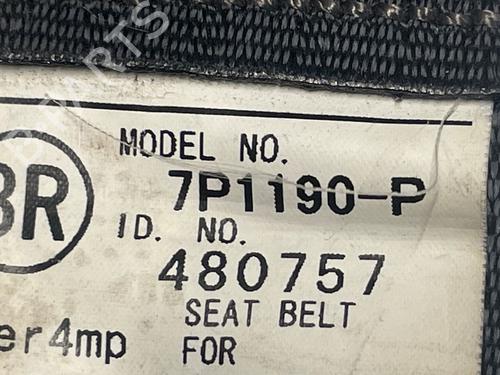 MODEL NO.
7P1190-P
BR
ID. NO.
480757
SEAT BELT
er4mp
FOR